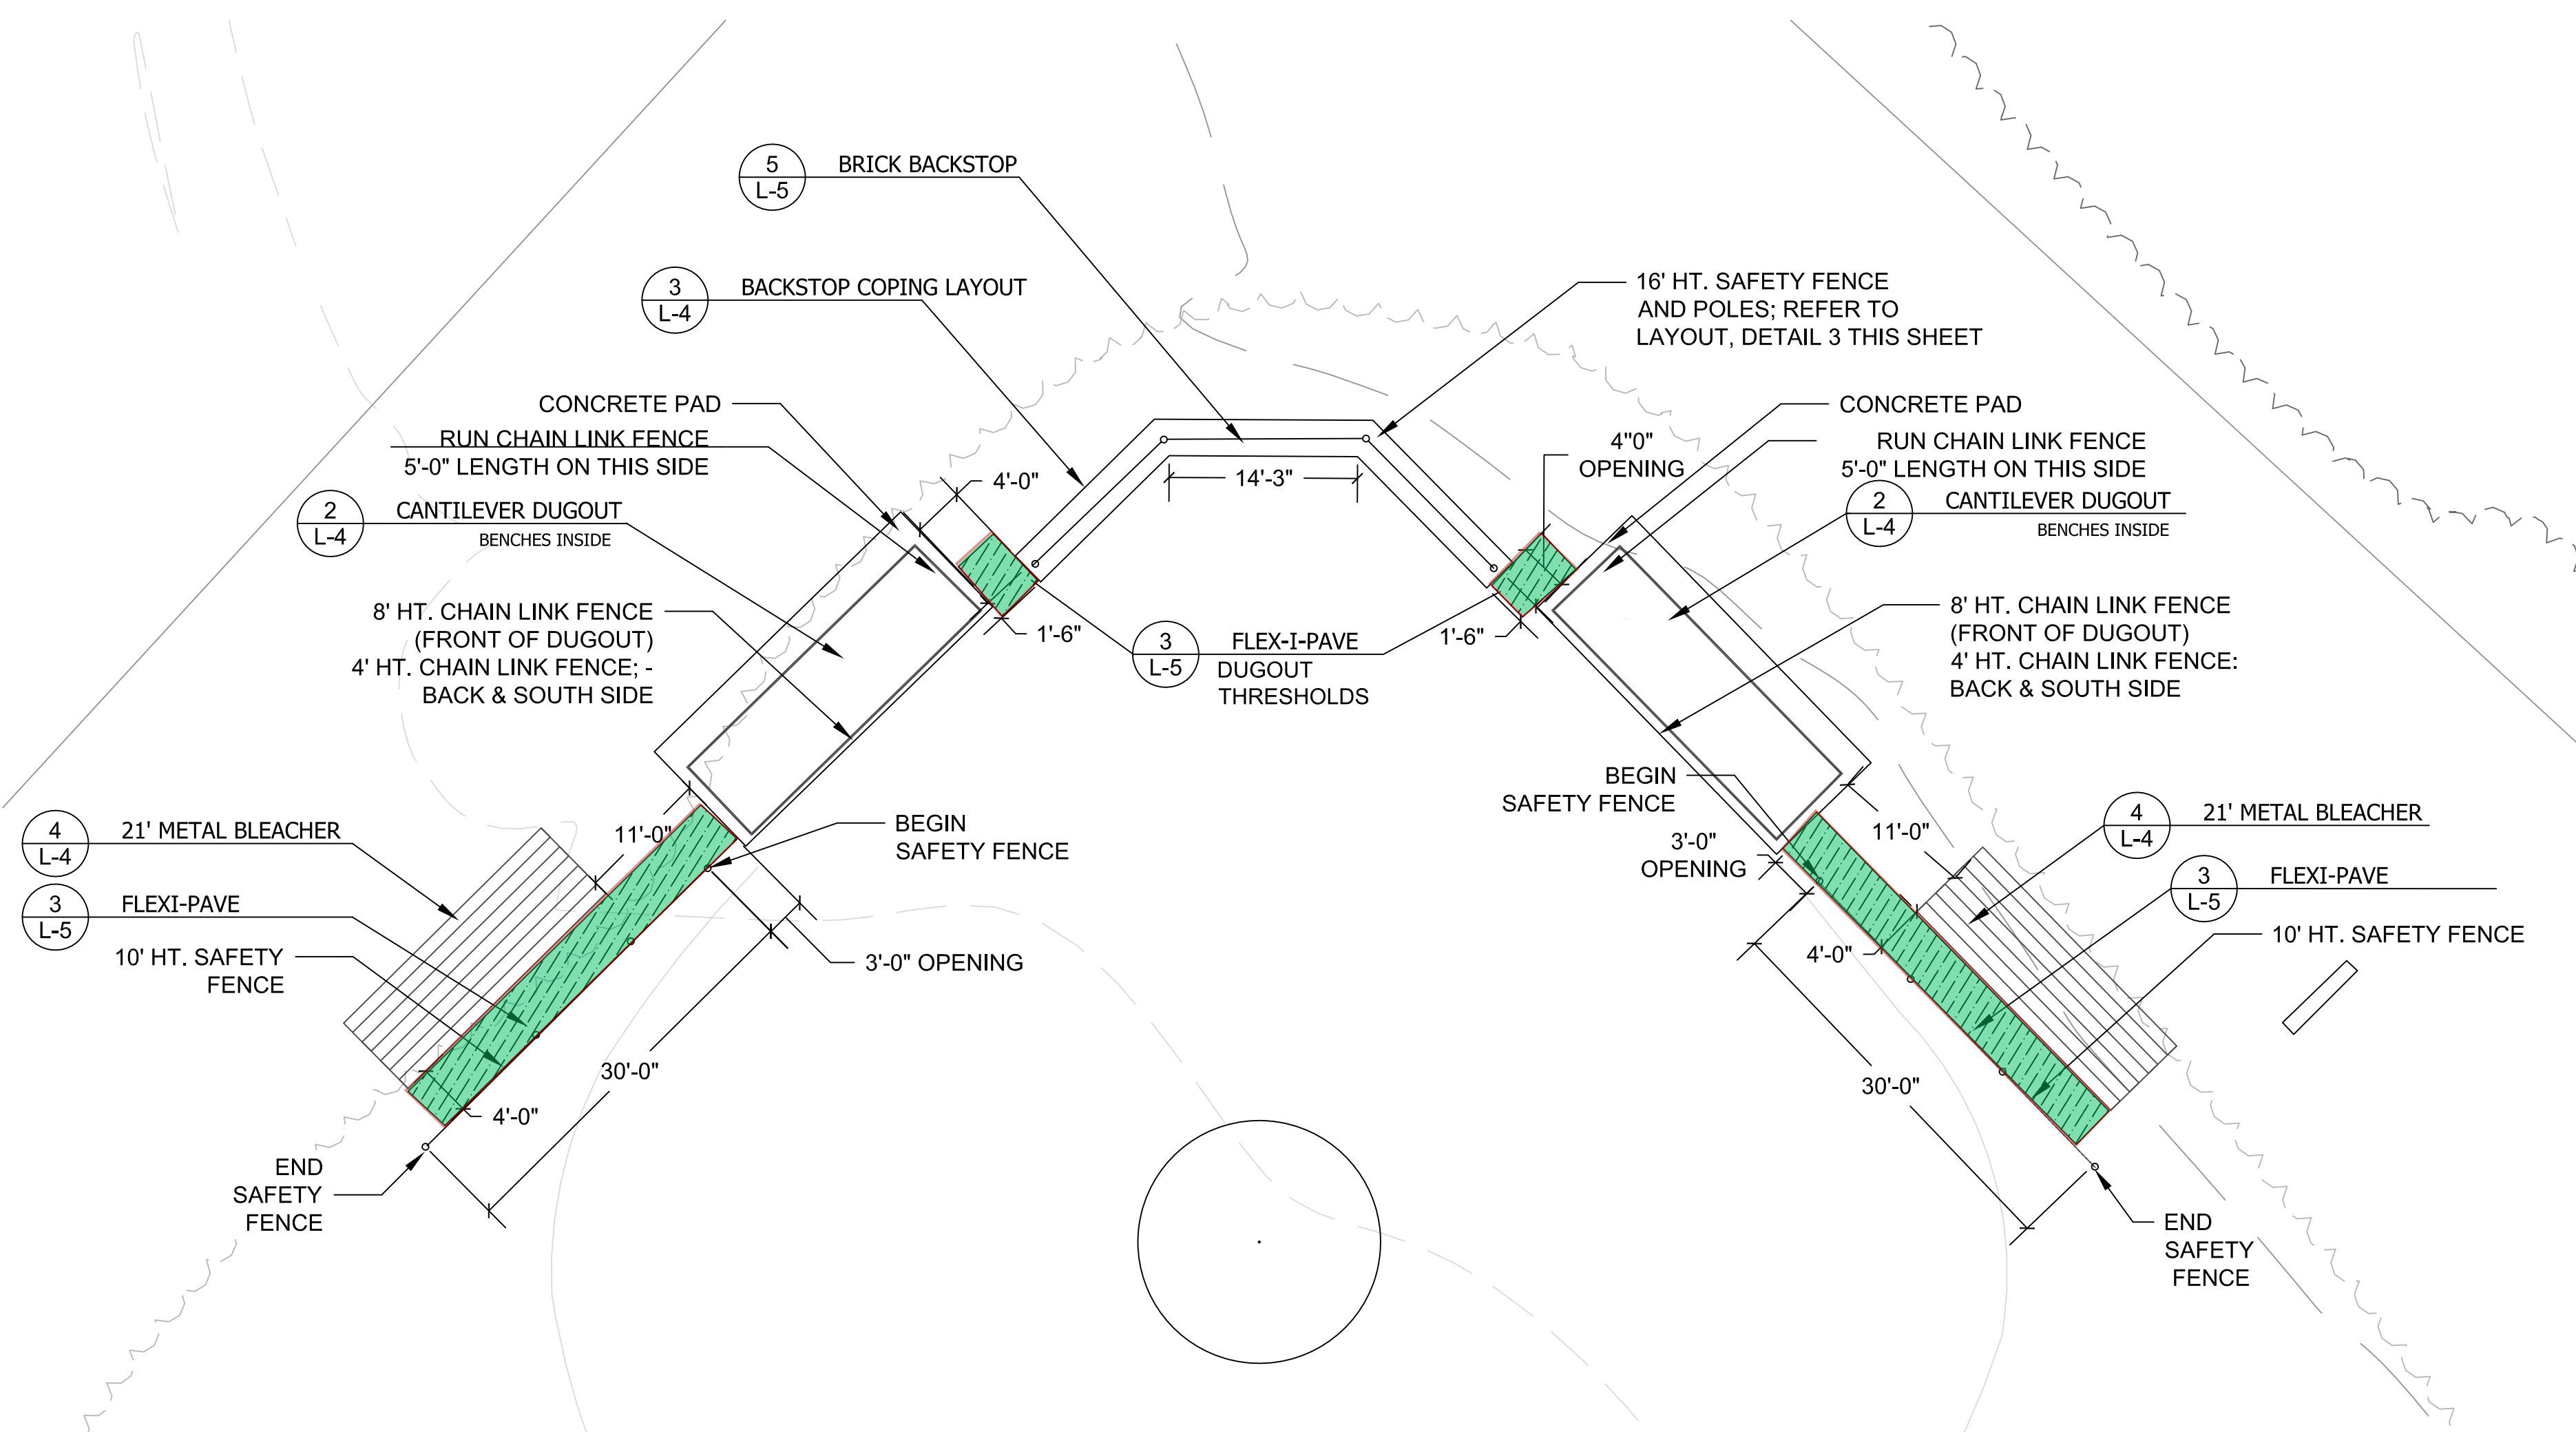 5
L-5
BRICK BACKSTOP
3
L-4
BACKSTOP COPING LAYOUT
16' HT. SAFETY FENCE
AND POLES; REFER TO
LAYOUT, DETAIL 3 THIS SHEET
CONCRETE PAD
RUN CHAIN LINK FENCE
5'-0" LENGTH ON THIS SIDE
2
L-4
CANTILEVER DUGOUT
BENCHES INSIDE
8' HT. CHAIN LINK FENCE
(FRONT OF DUGOUT)
4' HT. CHAIN LINK FENCE; -
BACK & SOUTH SIDE
4'-0"
14'-3"
4"0"
OPENING
CONCRETE PAD
RUN CHAIN LINK FENCE
5'-0" LENGTH ON THIS SIDE
2
L-4
CANTILEVER DUGOUT
BENCHES INSIDE
8' HT. CHAIN LINK FENCE
(FRONT OF DUGOUT)
4' HT. CHAIN LINK FENCE:
BACK & SOUTH SIDE
1'-6"
3
L-5
FLEX-I-PAVE
DUGOUT
THRESHOLDS
1'-6"
4
L-4
21' METAL BLEACHER
3
L-5
FLEXI-PAVE
10' HT. SAFETY
FENCE
11'-0"
BEGIN
SAFETY FENCE
3'-0" OPENING
30'-0"
4'-0"
END
SAFETY
FENCE
BEGIN
SAFETY FENCE
3'-0"
OPENING
11'-0"
4'-0"
30'-0"
4
L-4
21' METAL BLEACHER
3
L-5
FLEXI-PAVE
10' HT. SAFETY FENCE
END
SAFETY
FENCE